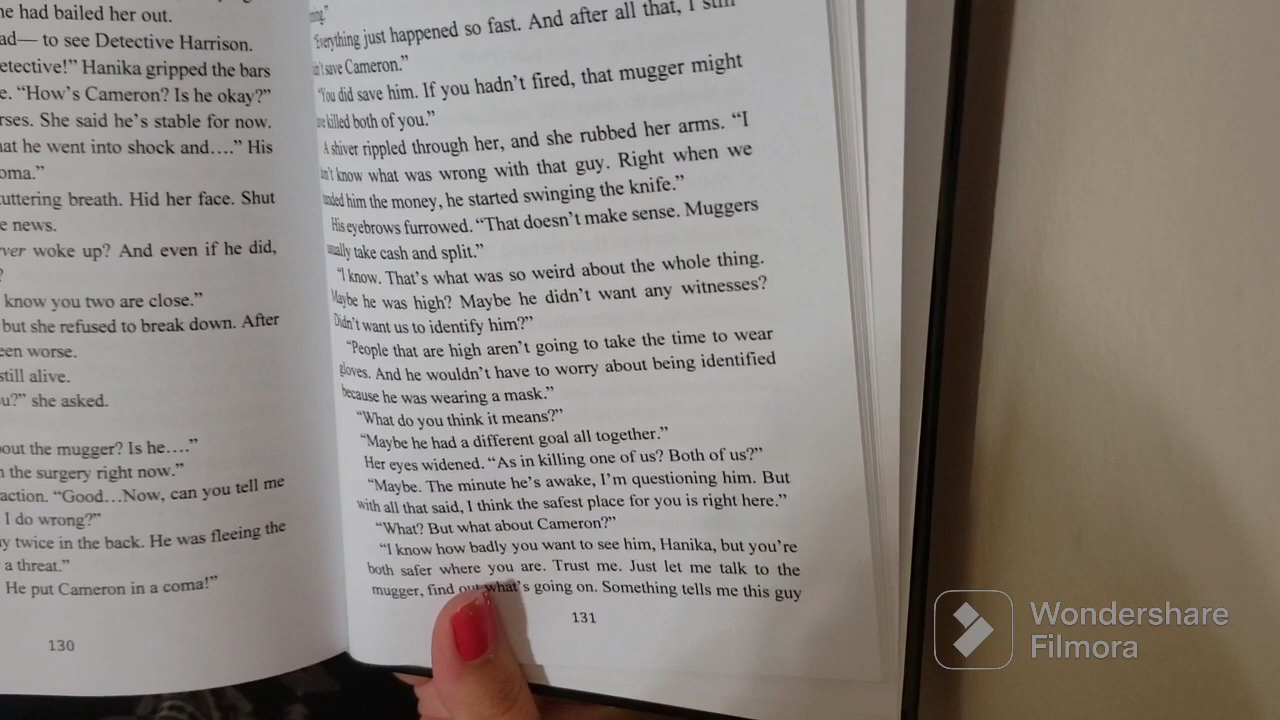 he had bailed her out.
to see Detective Harrison.
Hanika gripped the bars
"How's Cameron? Is he okay?"
She said he's stable for now.
he went into shock and…." His
breath. Hid her face. Shut
news.
woke up? And even if he did,
?
know you two are close."
but she refused to break down. After
worse.
still alive.
she asked.
the mugger? Is he…."
the surgery right now."
"Good…Now, can you tell me
I do wrong?"
twice in the back. He was fleeing the
a threat."
He put Cameron in a coma!"
130
"Everything just happened so fast. And after all that, I still
save Cameron."
"You did save him. If you hadn't fired, that mugger might
killed both of you."
A shiver rippled through her, and she rubbed her arms. "I
know what was wrong with that guy. Right when we
him the money, he started swinging the knife."
His eyebrows furrowed. "That doesn't make sense. Muggers
usually take cash and split."
"I know. That's what was so weird about the whole thing.
Maybe he was high? Maybe he didn't want any witnesses?
Didn't want us to identify him?"
"People that are high aren't going to take the time to wear
gloves. And he wouldn't have to worry about being identified
because he was wearing a mask."
"What do you think it means?"
"Maybe he had a different goal all together."
Her eyes widened. "As in killing one of us? Both of us?"
"Maybe. The minute he's awake, I'm questioning him. But
with all that said, I think the safest place for you is right here."
"What? But what about Cameron?"
"I know how badly you want to see him, Hanika, but you're
both safer where you are. Trust me. Just let me talk to the
mugger, find out what's going on. Something tells me this guy
131
Wondershare
Filmora